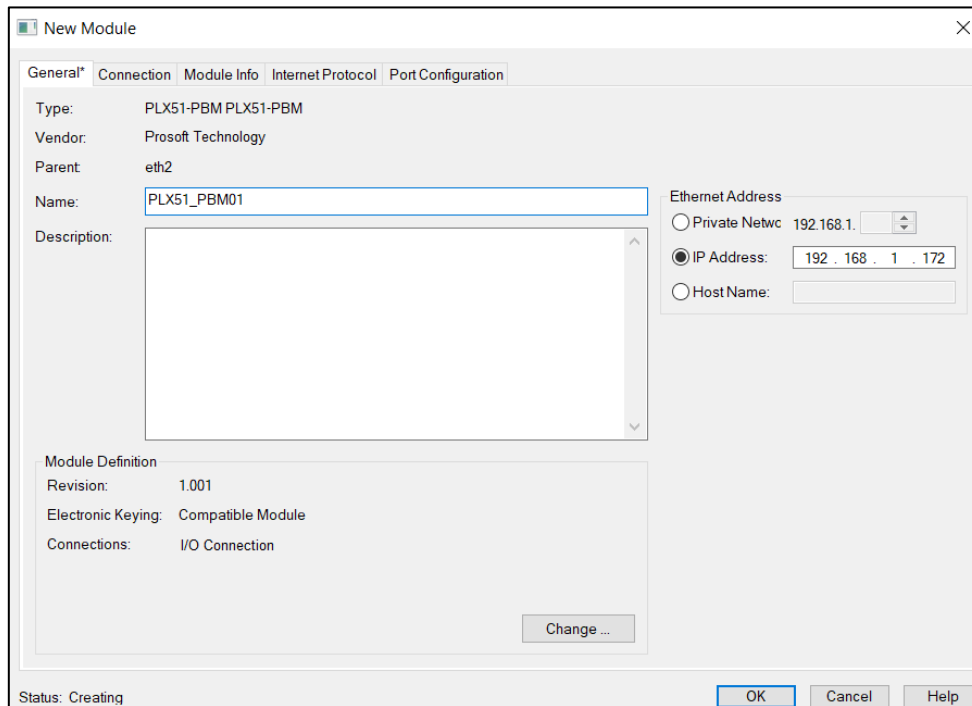 New Module
General* Connection Module Info Internet Protocol Port Configuration
Type: PLX51-PBM PLX51-PBM
Vendor: Prosoft Technology
Parent: eth2
Name: PLX51_PBM01
Description:
Ethernet Address
Private Netwc 192.168.1.
IP Address: 192 . 168 . 1 . 172
Host Name:
Module Definition
Revision: 1.001
Electronic Keying: Compatible Module
Connections: I/O Connection
Change ...
Status: Creating
OK Cancel Help